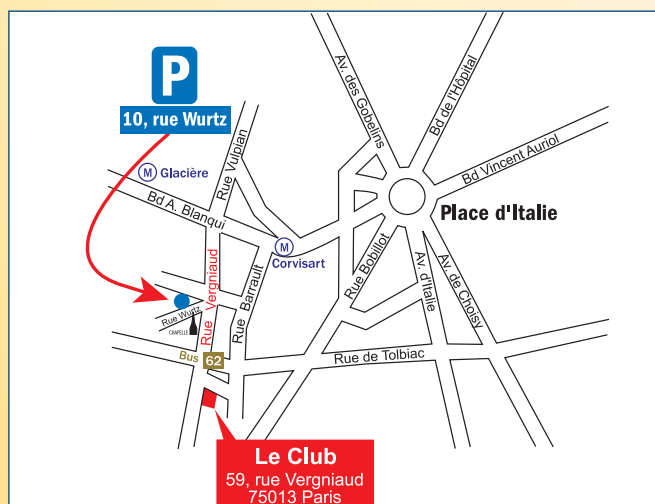 P
10, rue Wurtz
Av. des Gobelins
Bd de l'Hôpital
Bd Vincent Auriol
Rue Vulpian
M Glacière
Bd A. Blanqui
Place d'Italie
M
Corvisart
Rue Bobillot
Av. d'Italie
Av. de Choisy
Rue Vergniaud
Rue Barrault
Rue Wurtz
CHAPELLE
Bus 62
Rue de Tolbiac
Le Club
59, rue Vergniaud
75013 Paris